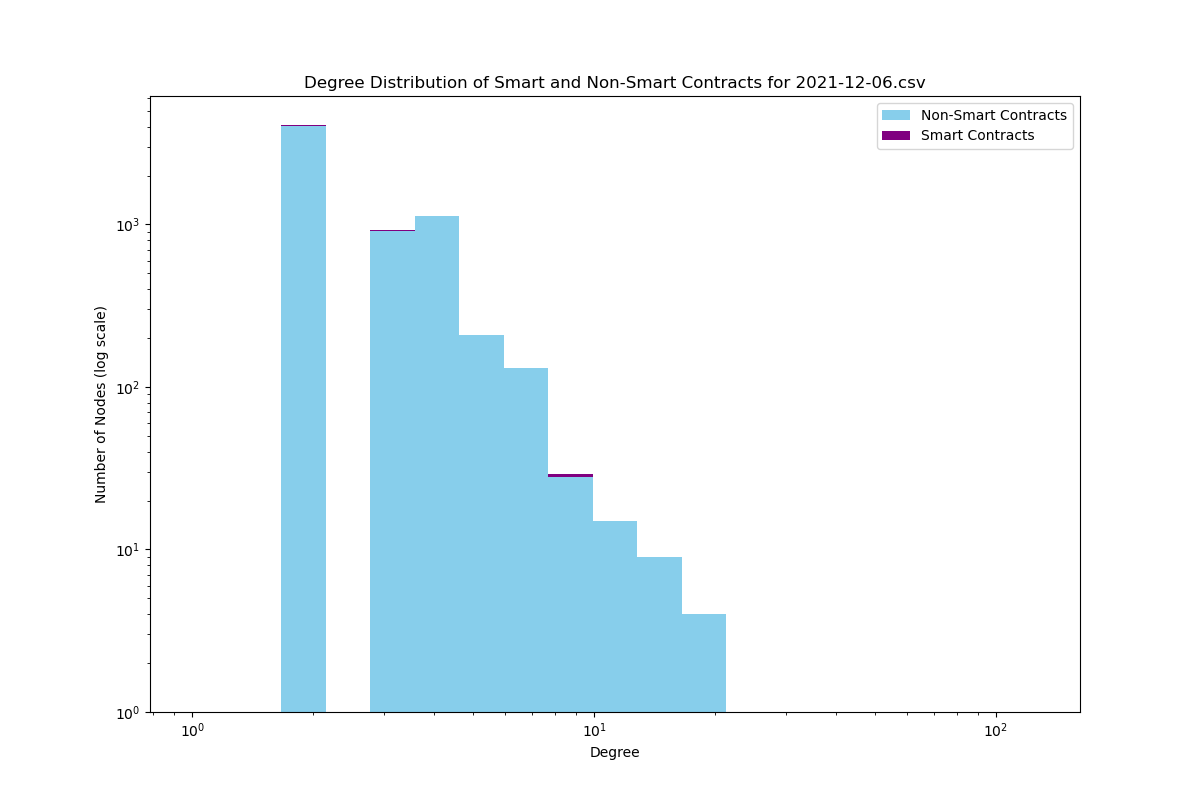 Degree Distribution of Smart and Non-Smart Contracts for 2021-12-06.csv
Non-Smart Contracts
Smart Contracts
Number of Nodes (log scale)
10³
10²
10¹
10⁰
10⁰ 10¹ 10²
Degree